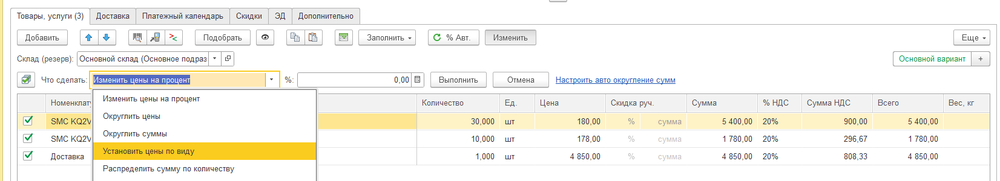 Товары, услуги (3) Доставка Платежный календарь Скидки ЭД Дополнительно
Добавить Подобрать Заполнить % Авт. Изменить Еще
Склад (резерв): Основной склад (Основное подраз Основной вариант +
Что сделать: Изменить цены на процент %: 0,00 Выполнить Отмена Настроить авто округление сумм
Номенклату Количество Ед. Цена Скидка руч. Сумма % НДС Сумма НДС Всего Вес, кг
SMC KQ2V 30,000 шт 180,00 % сумма 5 400,00 20% 900,00 5 400,00
SMC KQ2V 10,000 шт 178,00 % сумма 1 780,00 20% 296,67 1 780,00
Доставка 1,000 шт 4 850,00 % сумма 4 850,00 20% 808,33 4 850,00
Изменить цены на процент
Округлить цены
Округлить суммы
Установить цены по виду
Распределить сумму по количеству